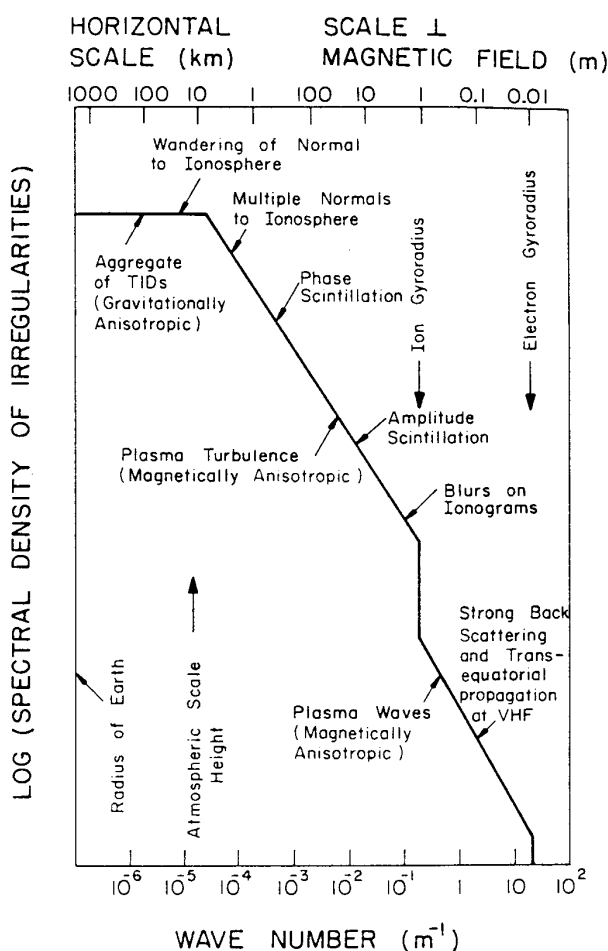 HORIZONTAL
SCALE (km)
SCALE ⊥
MAGNETIC FIELD (m)
1000 100 10 1 100 10 1 0.1 0.01
LOG (SPECTRAL DENSITY OF IRREGULARITIES)
Wandering of Normal
to Ionosphere
Multiple Normals
to Ionosphere
Aggregate
of TIDs
(Gravitationally
Anisotropic)
Phase
Scintillation
Ion Gyroradius
Electron Gyroradius
Plasma Turbulence
(Magnetically Anisotropic)
Amplitude
Scintillation
Blurs on
Ionograms
Radius of Earth
Atmospheric Scale
Height
Strong Back
Scattering
and Trans-
equatorial
propagation
at VHF
Plasma Waves
(Magnetically
Anisotropic)
10⁻⁶ 10⁻⁵ 10⁻⁴ 10⁻³ 10⁻² 10⁻¹ 1 10 10²
WAVE NUMBER (m⁻¹)